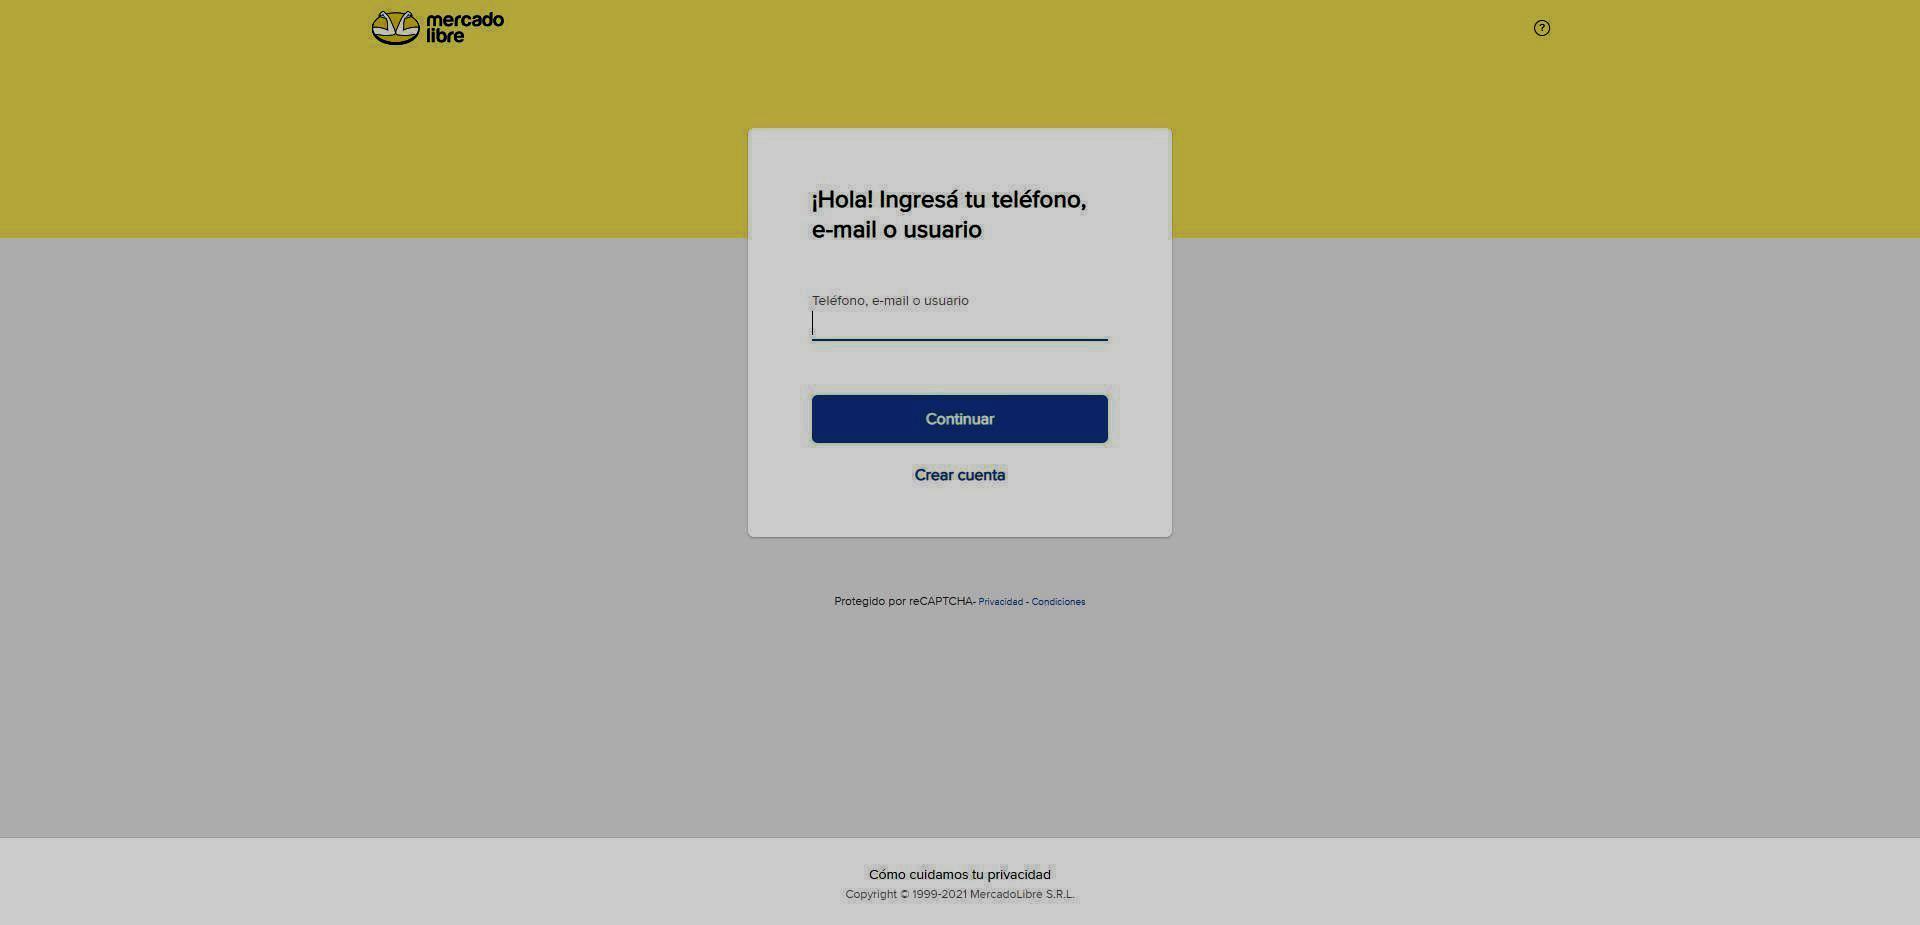 mercado
libre
?
¡Hola! Ingresá tu teléfono,
e-mail o usuario
Teléfono, e-mail o usuario
Continuar
Crear cuenta
Protegido por reCAPTCHA- Privacidad - Condiciones
Cómo cuidamos tu privacidad
Copyright © 1999-2021 MercadoLibre S.R.L.